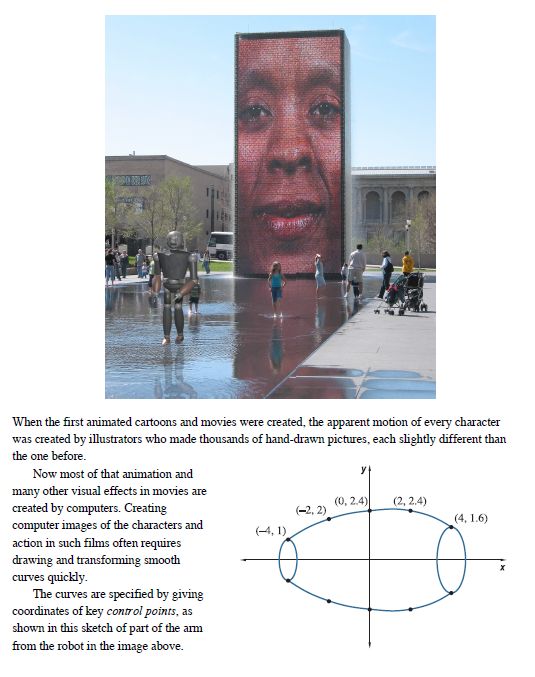 When the first animated cartoons and movies were created, the apparent motion of every character
was created by illustrators who made thousands of hand-drawn pictures, each slightly different than
the one before.
Now most of that animation and
many other visual effects in movies are
created by computers. Creating
computer images of the characters and
action in such films often requires
drawing and transforming smooth
curves quickly.
The curves are specified by giving
coordinates of key control points, as
shown in this sketch of part of the arm
from the robot in the image above.
y
(0, 2.4)
(2, 2.4)
(–2, 2)
(4, 1.6)
(–4, 1)
x